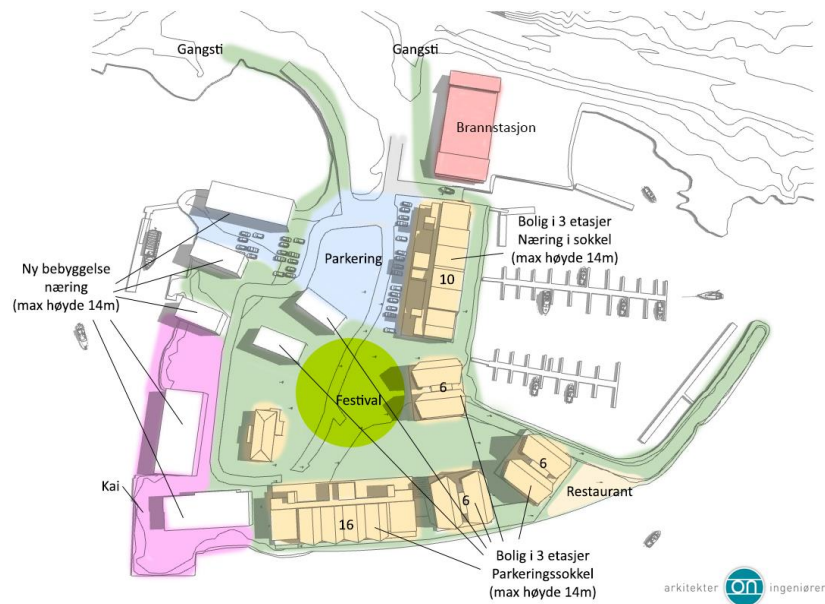 Gangsti
Gangsti
Brannstasjon
Bolig i 3 etasjer
Næring i sokkel
(max høyde 14m)
Ny bebyggelse
næring
(max høyde 14m)
Parkering
10
Festival
6
6
Restaurant
Kai
16
6
Bolig i 3 etasjer
Parkeringssokkel
(max høyde 14m)
arkitekter on ingeniører